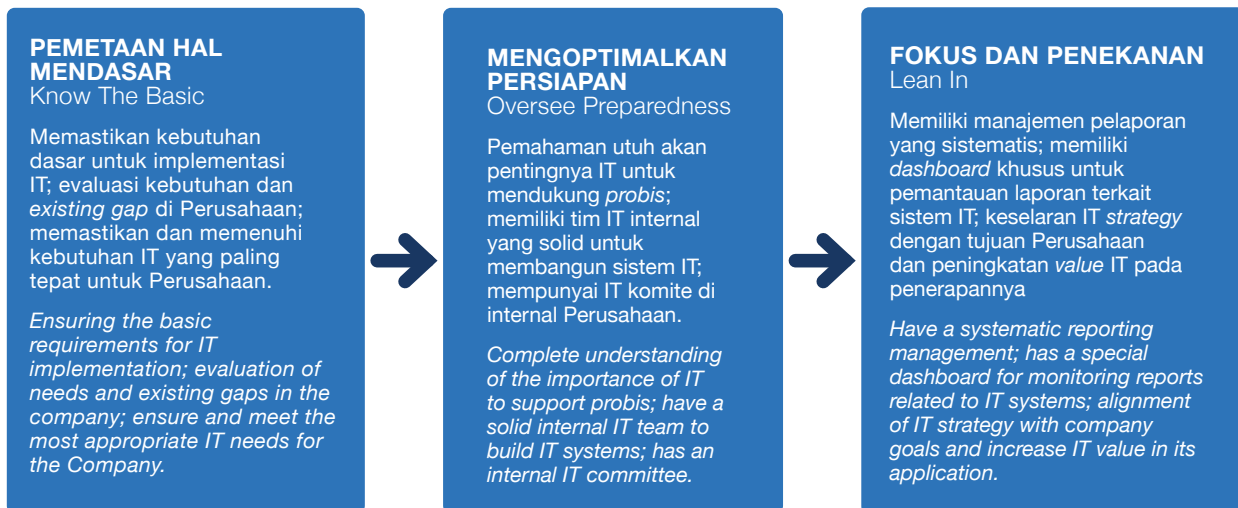 PEMETAAN HAL
MENDASAR
Know The Basic
Memastikan kebutuhan
dasar untuk implementasi
IT; evaluasi kebutuhan dan
existing gap di Perusahaan;
memastikan dan memenuhi
kebutuhan IT yang paling
tepat untuk Perusahaan.
Ensuring the basic
requirements for IT
implementation; evaluation of
needs and existing gaps in the
company; ensure and meet the
most appropriate IT needs for
the Company.
MENGOPTIMALKAN
PERSIAPAN
Oversee Preparedness
Pemahaman utuh akan
pentingnya IT untuk
mendukung probis;
memiliki tim IT internal
yang solid untuk
membangun sistem IT;
mempunyai IT komite di
internal Perusahaan.
Complete understanding
of the importance of IT
to support probis; have a
solid internal IT team to
build IT systems; has an
internal IT committee.
FOKUS DAN PENEKANAN
Lean In
Memiliki manajemen pelaporan
yang sistematis; memiliki
dashboard khusus untuk
pemantauan laporan terkait
sistem IT; keselaran IT strategy
dengan tujuan Perusahaan
dan peningkatan value IT pada
penerapannya
Have a systematic reporting
management; has a special
dashboard for monitoring reports
related to IT systems; alignment
of IT strategy with company
goals and increase IT value in its
application.